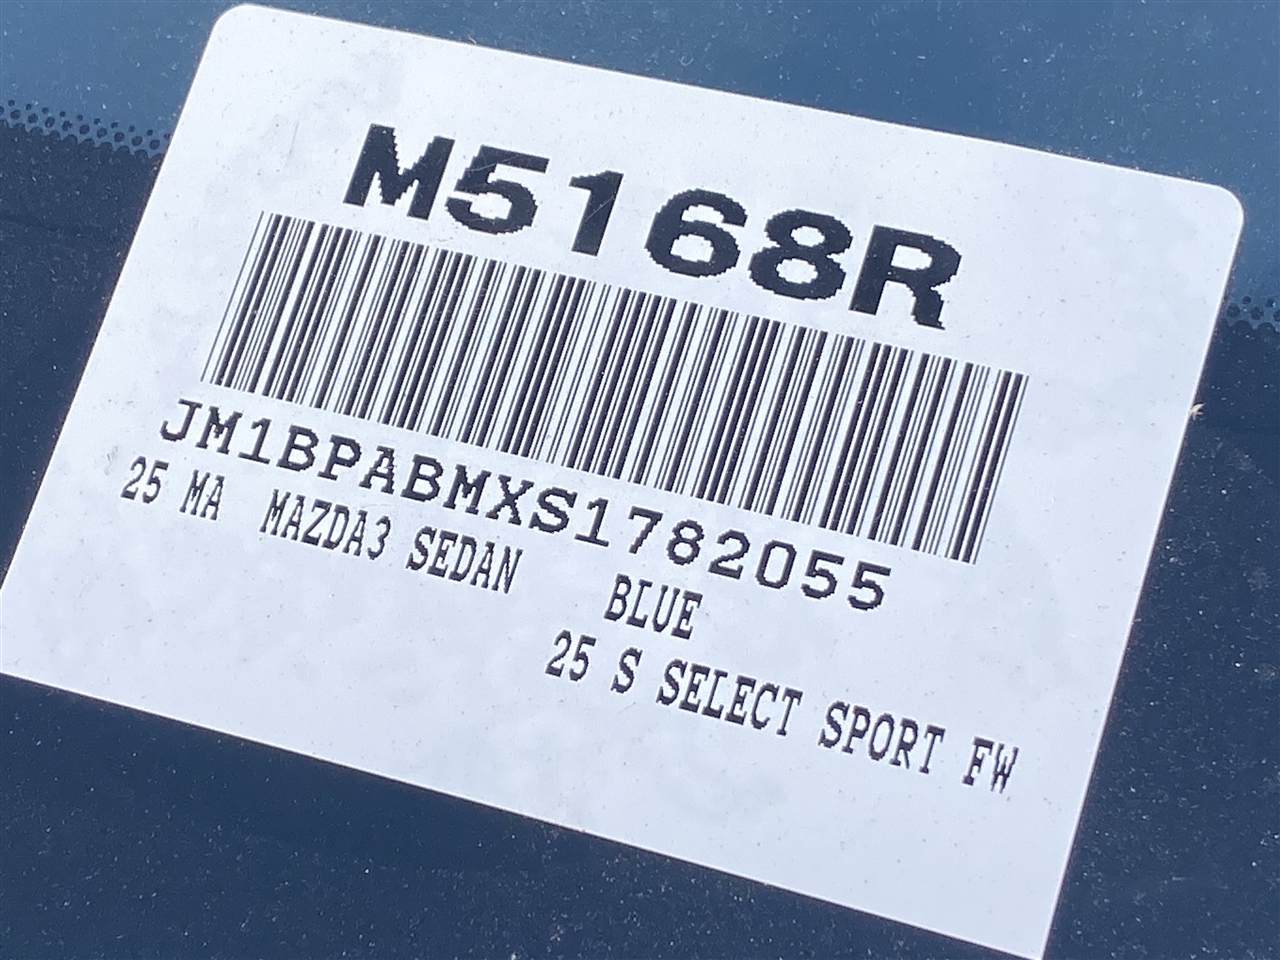 M5168R
JM1BPABMXS1782055
25 MA MAZDA3 SEDAN BLUE
25 S SELECT SPORT FW